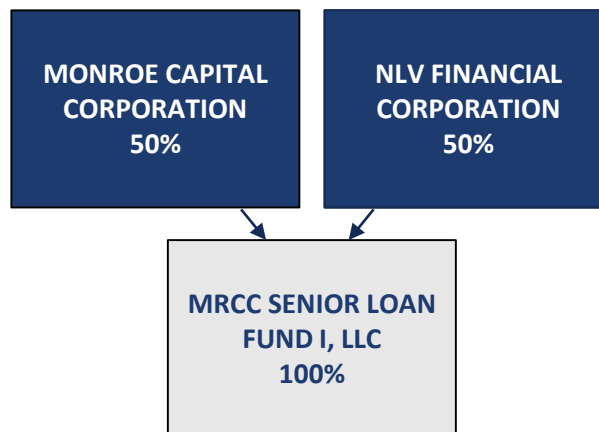 MONROE CAPITAL
CORPORATION
50%
NLV FINANCIAL
CORPORATION
50%
MRCC SENIOR LOAN
FUND I, LLC
100%